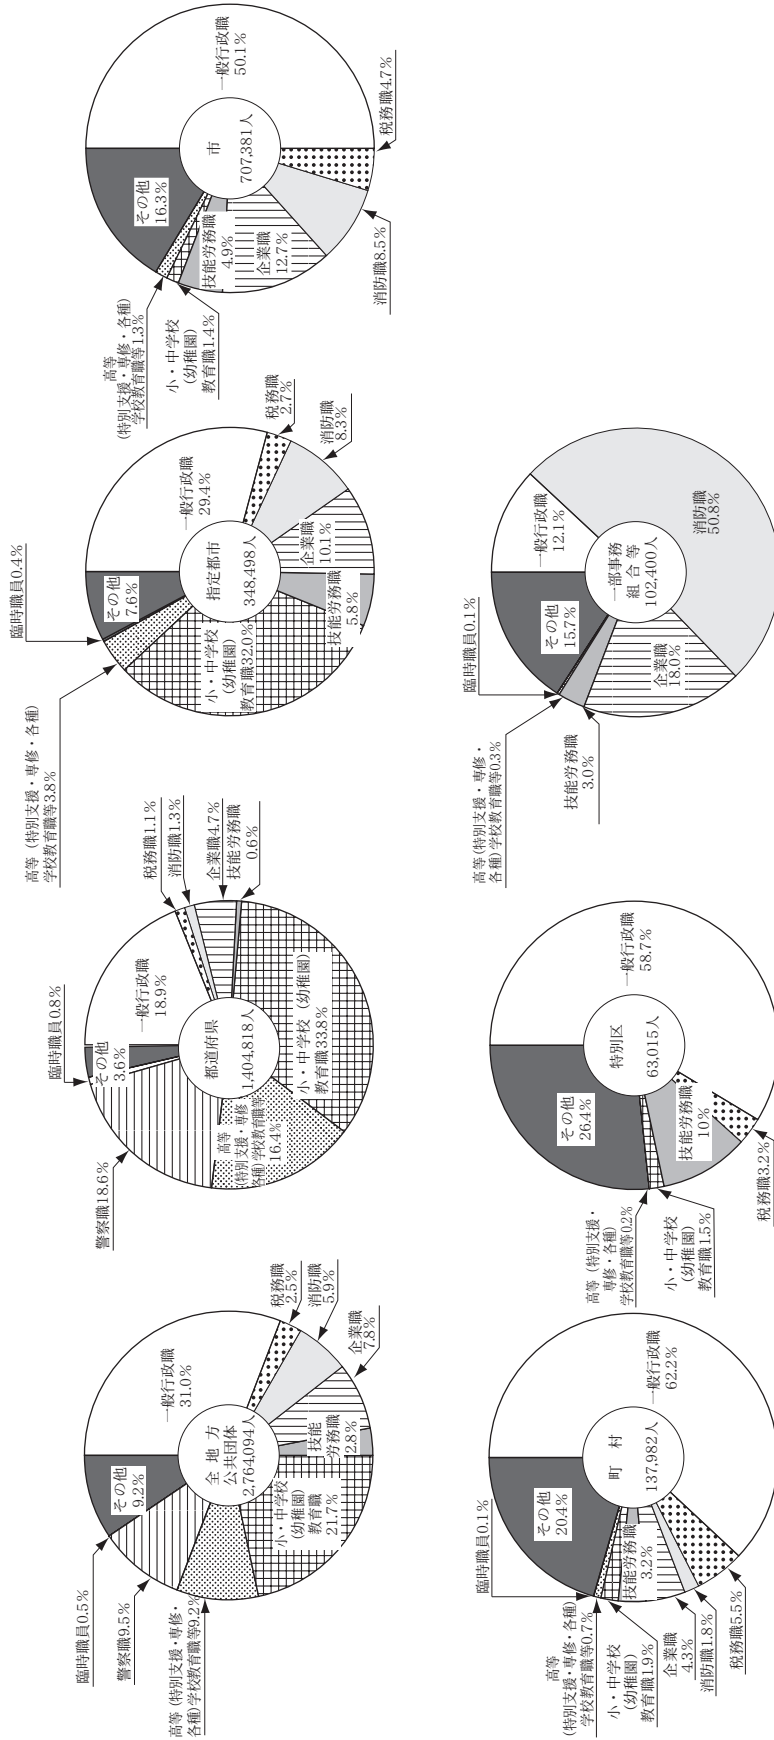 全地方
公共団体
2,764,094人
一般行政職
31.0%
税務職
2.5%
消防職
5.9%
企業職
7.8%
技能
労務職
2.8%
小・中学校
(幼稚園)
教育職
21.7%
高等(特別支援・専修・
各種)学校教育職等9.2%
警察職9.5%
臨時職員0.5%
その他
9.2%
都道府県
1,404,818人
一般行政職
18.9%
税務職1.1%
消防職1.3%
企業職4.7%
技能労務職
0.6%
小・中学校(幼稚園)
教育職33.8%
高等
(特別支援・専修・
各種)学校教育職等
16.4%
警察職18.6%
臨時職員0.8%
その他
3.6%
指定都市
348,498人
一般行政職
29.4%
税務職
2.7%
消防職
8.3%
企業職
10.1%
技能労務職
5.8%
小・中学校
(幼稚園)
教育職32.0%
高等(特別支援・専修・各種)
学校教育職等3.8%
臨時職員0.4%
その他
7.6%
市
707,381人
一般行政職
50.1%
税務職4.7%
消防職8.5%
企業職
12.7%
技能労務職
4.9%
小・中学校
(幼稚園)
教育職1.4%
高等
(特別支援・専修・各種)
学校教育職等1.3%
その他
16.3%
町村
137,982人
一般行政職
62.2%
税務職5.5%
消防職1.8%
企業職
4.3%
技能労務職
3.2%
小・中学校
(幼稚園)
教育職1.9%
高等
(特別支援・専修・各種)
学校教育職等0.7%
臨時職員0.1%
その他
20.4%
特別区
63,015人
一般行政職
58.7%
税務職3.2%
技能労務職
10%
小・中学校
(幼稚園)
教育職1.5%
高等(特別支援・
専修・各種)
学校教育職等0.2%
その他
26.4%
一部事務
組合等
102,400人
一般行政職
12.1%
消防職
50.8%
企業職
18.0%
技能労務職
3.0%
高等(特別支援・専修・
各種)学校教育職等0.3%
臨時職員0.1%
その他
15.7%